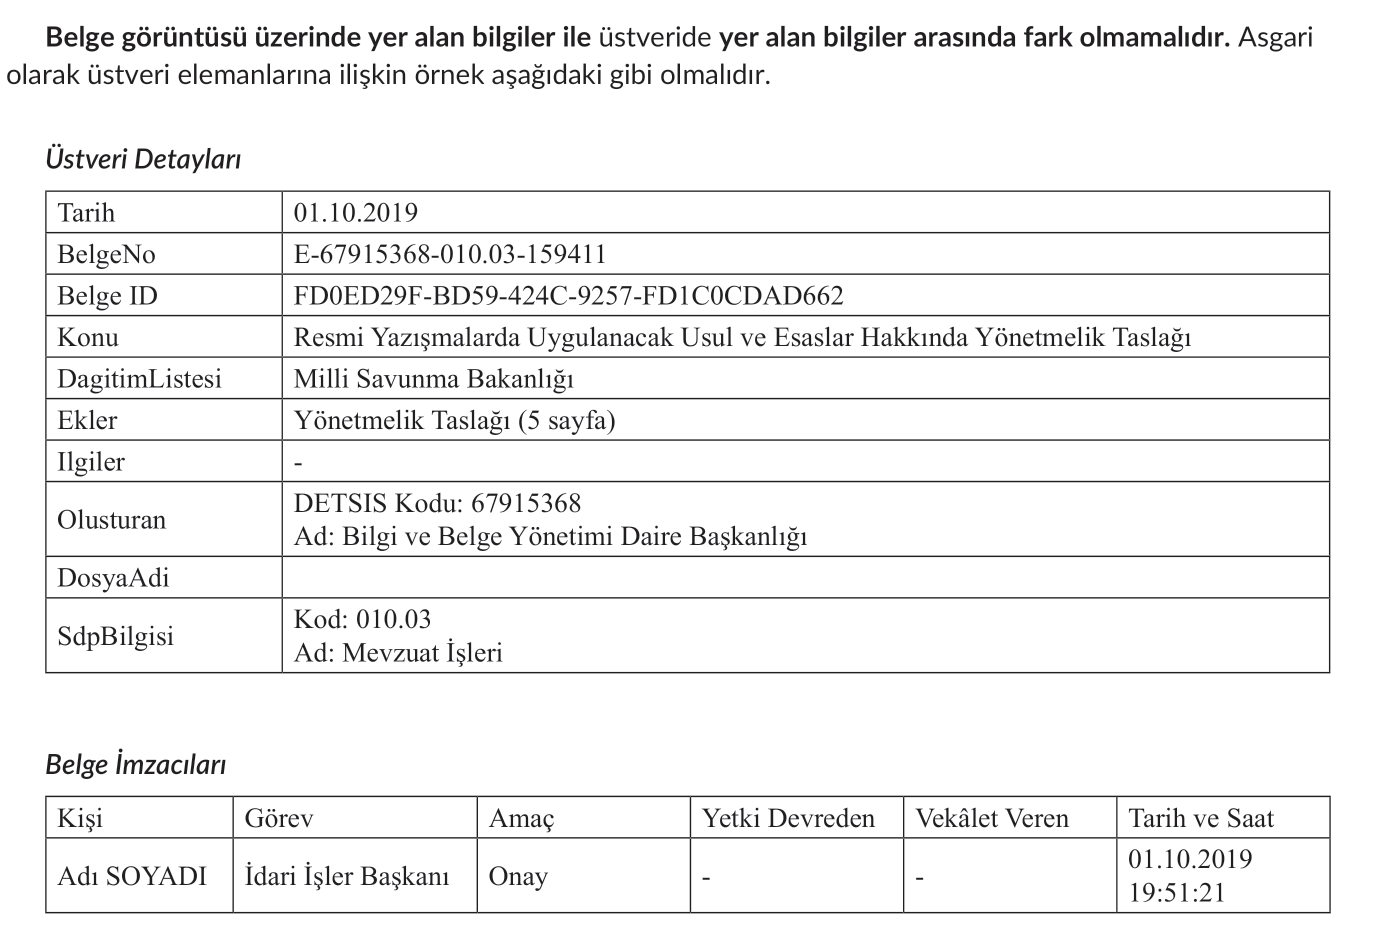 Belge görüntüsü üzerinde yer alan bilgiler ile üstveride yer alan bilgiler arasında fark olmamalıdır. Asgari
olarak üstveri elemanlarına ilişkin örnek aşağıdaki gibi olmalıdır.
Üstveri Detayları
Tarih 01.10.2019
BelgeNo E-67915368-010.03-159411
Belge ID FD0ED29F-BD59-424C-9257-FD1C0CDAD662
Konu Resmi Yazışmalarda Uygulanacak Usul ve Esaslar Hakkında Yönetmelik Taslağı
DagitimListesi Milli Savunma Bakanlığı
Ekler Yönetmelik Taslağı (5 sayfa)
Ilgiler -
Olusturan DETSIS Kodu: 67915368
Ad: Bilgi ve Belge Yönetimi Daire Başkanlığı
DosyaAdi
SdpBilgisi Kod: 010.03
Ad: Mevzuat İşleri
Belge İmzacıları
Kişi Görev Amaç Yetki Devreden Vekâlet Veren Tarih ve Saat
Adı SOYADI İdari İşler Başkanı Onay - - 01.10.2019
19:51:21